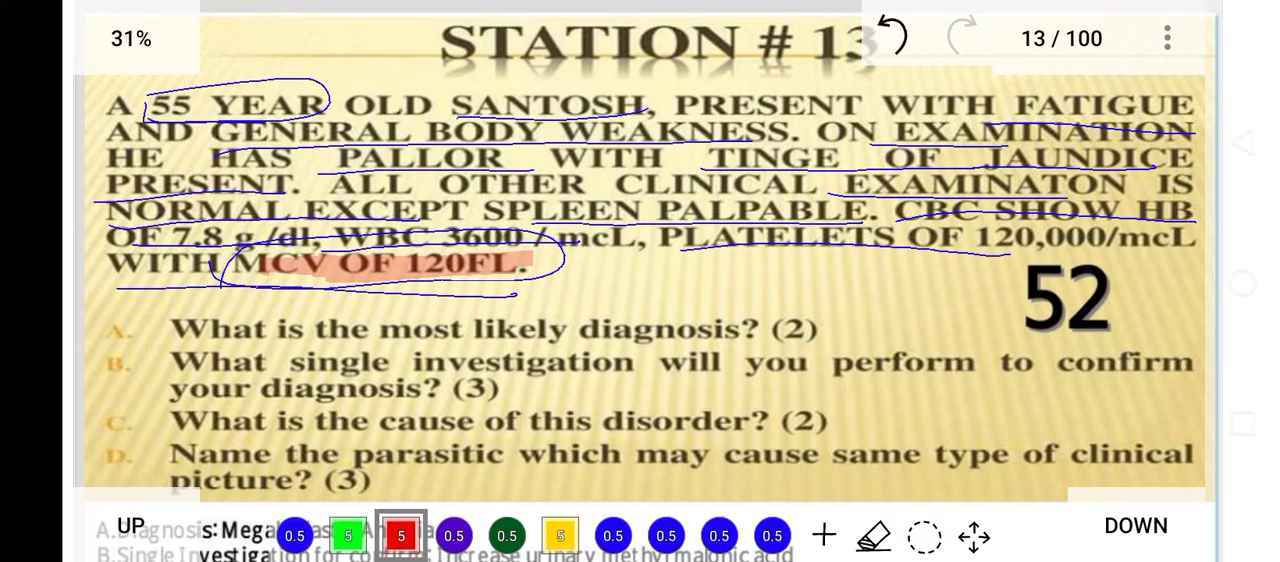 31%
STATION # 13
13 / 100
A 55 YEAR OLD SANTOSH, PRESENT WITH FATIGUE
AND GENERAL BODY WEAKNESS. ON EXAMINATION
HE HAS PALLOR WITH TINGE OF JAUNDICE
PRESENT. ALL OTHER CLINICAL EXAMINATON IS
NORMAL EXCEPT SPLEEN PALPABLE. CBC SHOW HB
OF 7.8 g /dl, WBC 3600 / mcL, PLATELETS OF 120,000/mcL
WITH MCV OF 120FL.
52
A. What is the most likely diagnosis? (2)
B. What single investigation will you perform to confirm
your diagnosis? (3)
C. What is the cause of this disorder? (2)
D. Name the parasitic which may cause same type of clinical
picture? (3)
UP
DOWN
0.5 5 5 0.5 0.5 5 0.5 0.5 0.5 0.5
methyl malonic acid